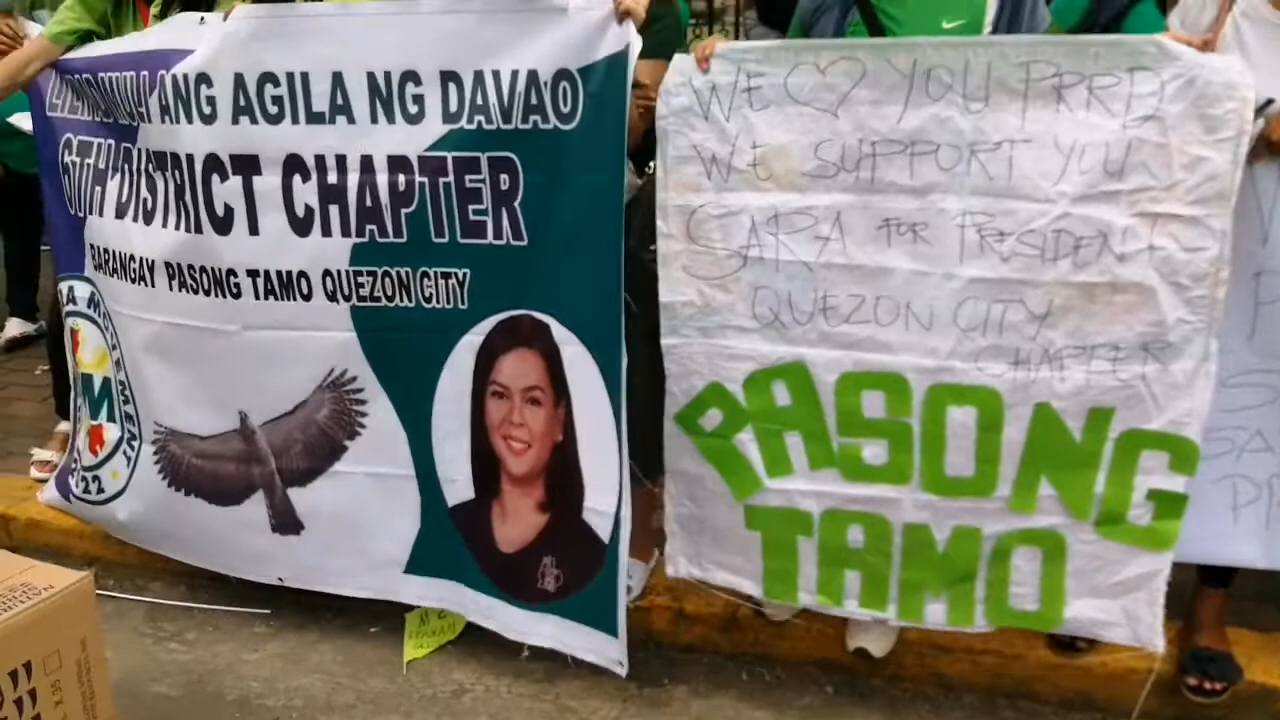 ANG AGILA NG DAVAO
6TH DISTRICT CHAPTER
BARANGAY PASONG TAMO QUEZON CITY
MOVEMENT
M
22
WE YOU PRRD
WE SUPPORT YOU
SARA FOR PRESIDENT
QUEZON CITY
CHAPTER
PASONG
TAMO